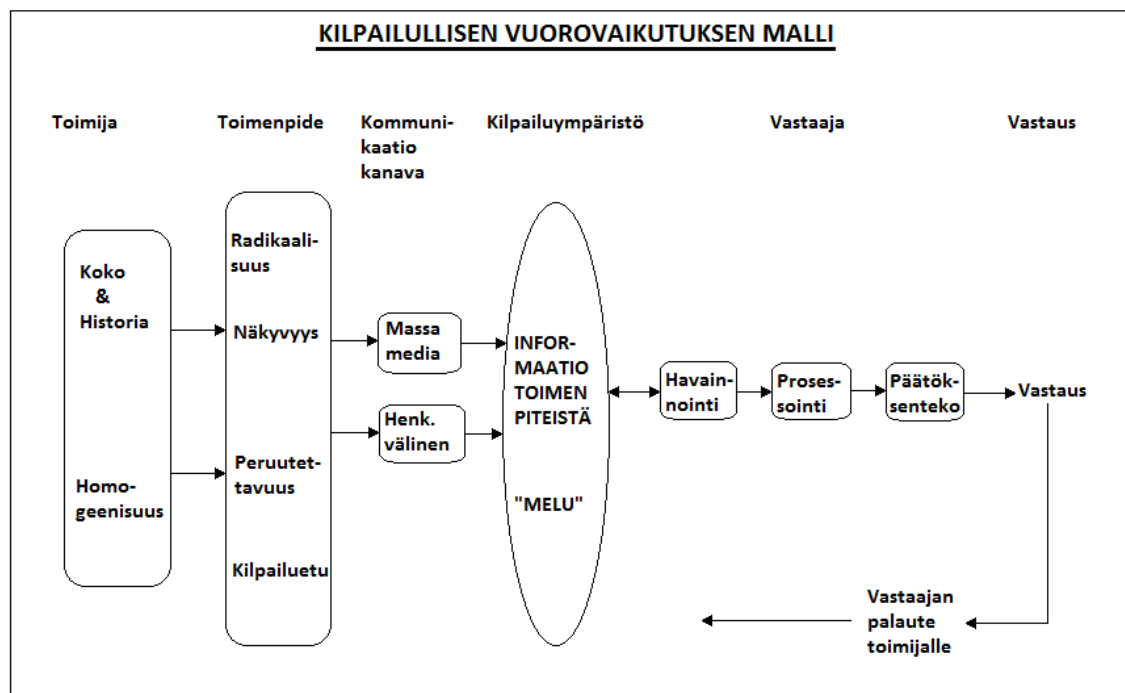 KILPAILULLISEN VUOROVAIKUTUKSEN MALLI
Toimija
Toimenpide
Kommuni-
kaatio
kanava
Kilpailuympäristö
Vastaaja
Vastaus
Koko
&
Historia
Homo-
geenisuus
Radikaali-
suus
Näkyvyys
Peruutet-
tavuus
Kilpailuetu
Massa
media
Henk.
välinen
INFOR-
MAATIO
TOIMEN
PITEISTÄ
"MELU"
Havain-
nointi
Proses-
sointi
Päätök-
senteko
Vastaus
Vastaajan
palaute
toimijalle